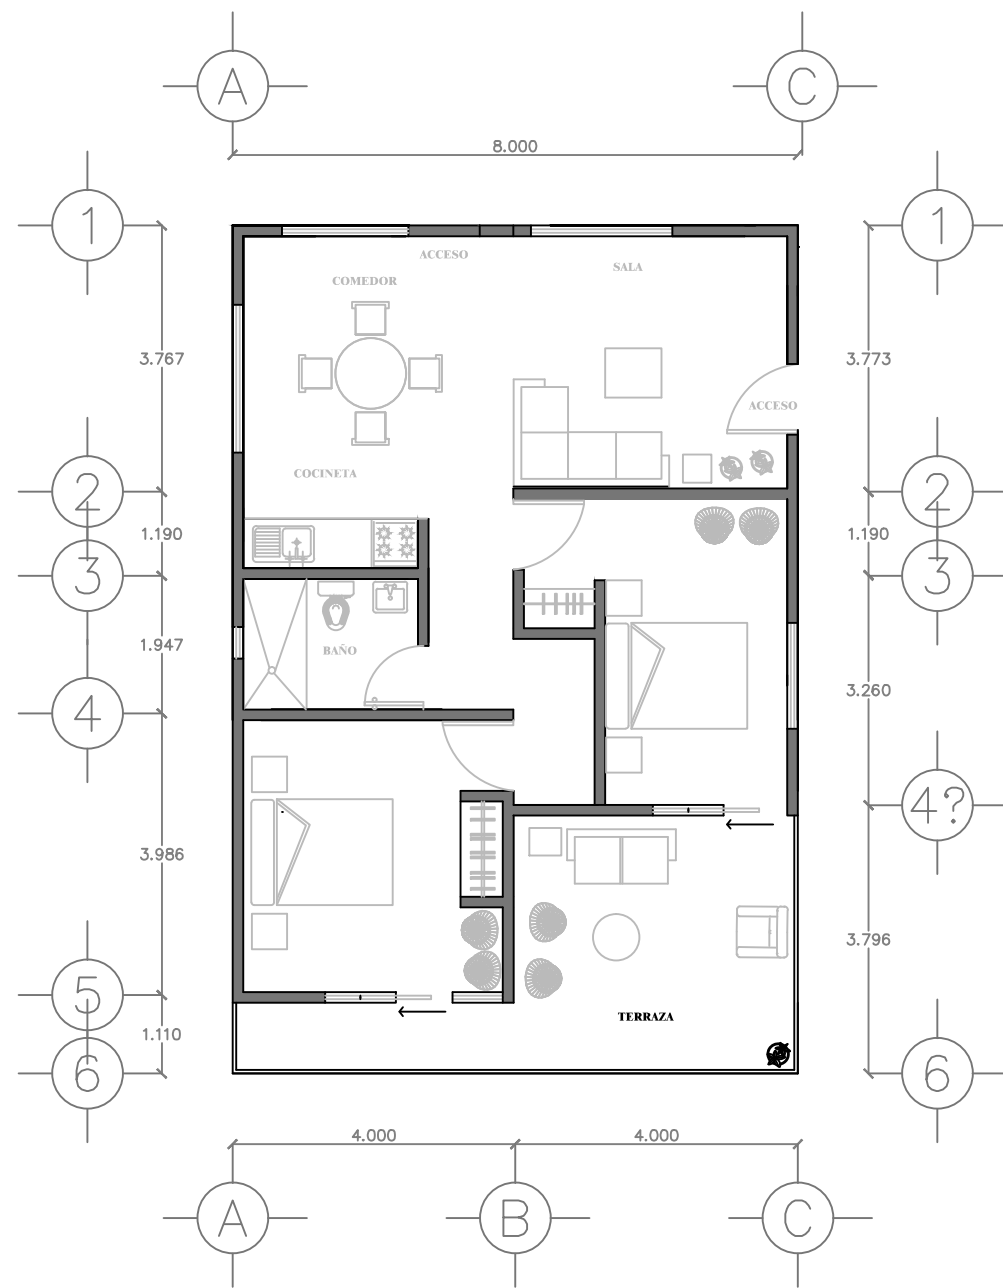 A C
8.000
1 1
ACCESO
SALA
COMEDOR
3.767 3.773
ACCESO
COCINETA
2 2
1.190 1.190
3 3
1.947
BAÑO
3.260
4
4?
3.986
3.796
5
TERRAZA
1.110
6 6
4.000 4.000
A B C